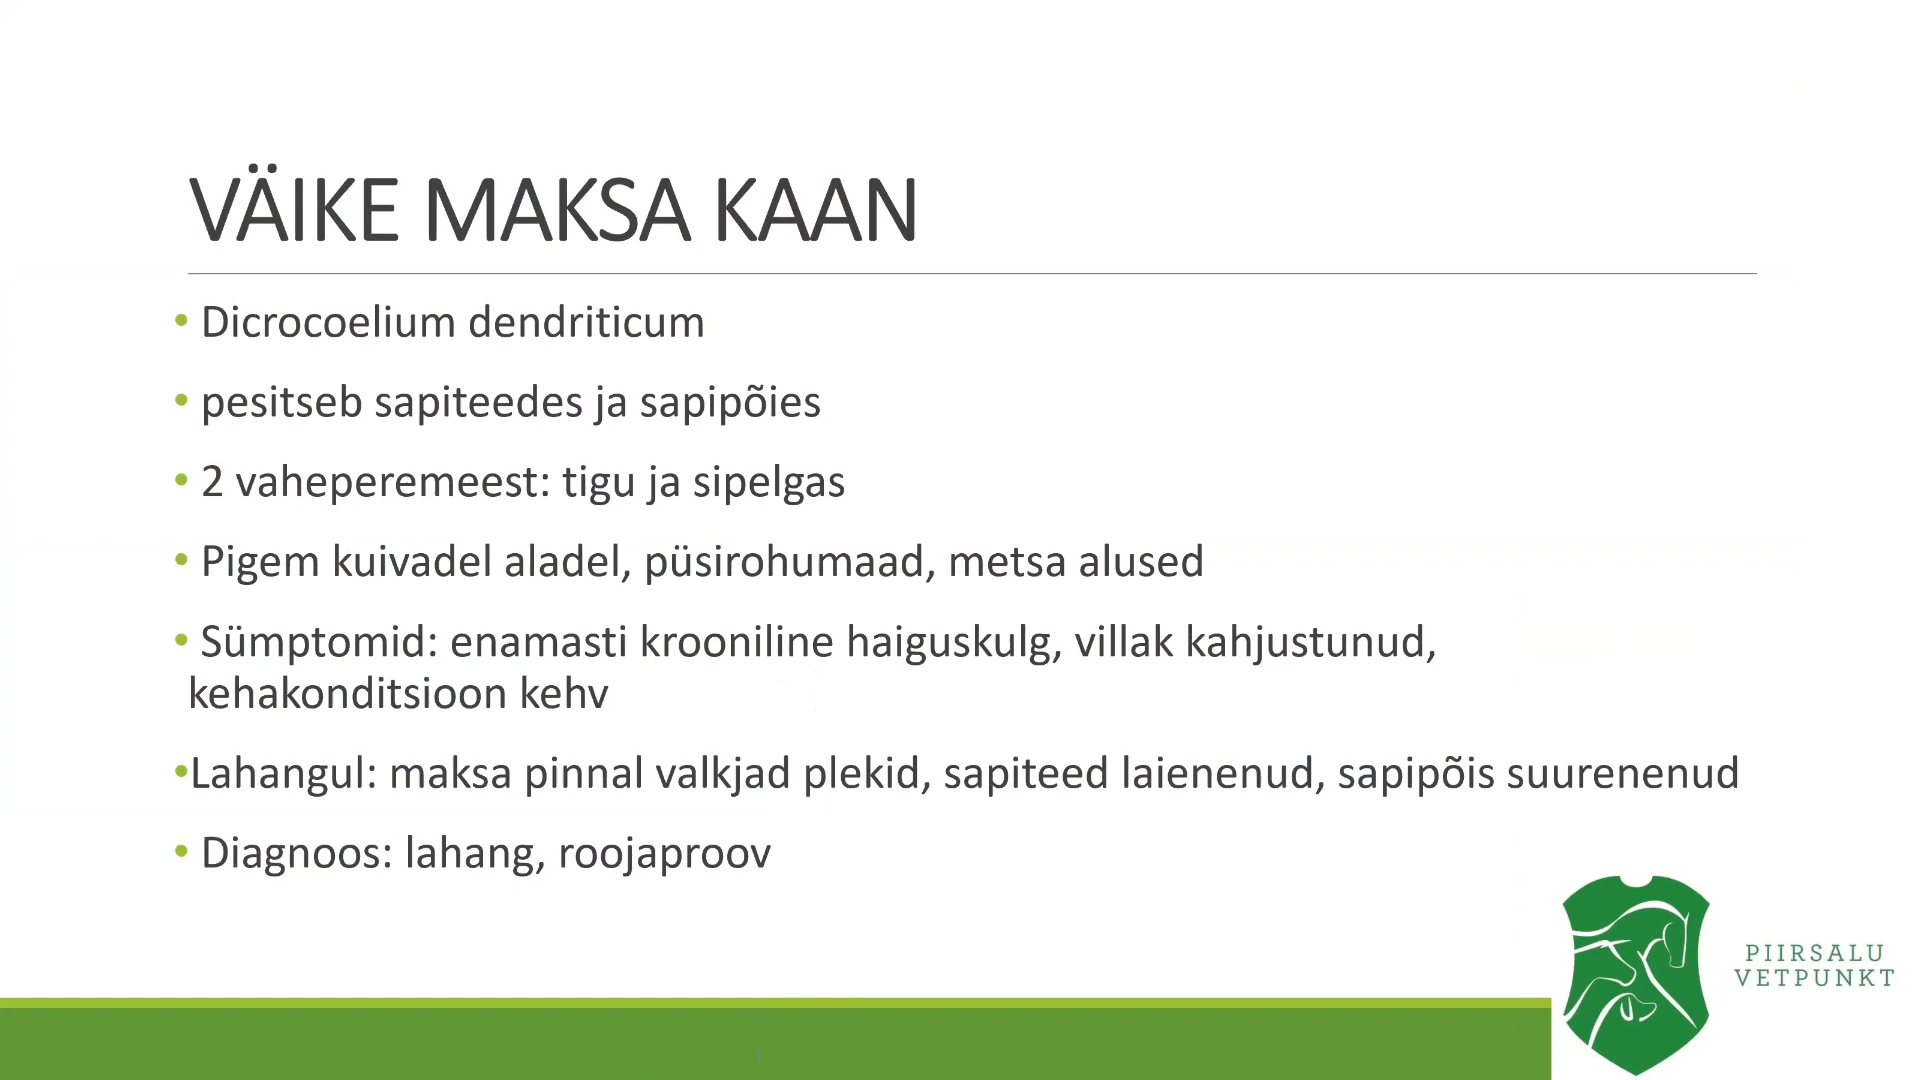 VÄIKE MAKSA KAAN
• Dicrocoelium dendriticum
• pesitseb sapiteedes ja sapipõies
• 2 vaheperemeest: tigu ja sipelgas
• Pigem kuivadel aladel, püsirohumaad, metsa alused
• Sümptomid: enamasti krooniline haiguskulg, villak kahjustunud,
kehakonditsioon kehv
•Lahangul: maksa pinnal valkjad plekid, sapiteed laienenud, sapipõis suurenenud
• Diagnoos: lahang, roojaproov
PIIRSALU
VETPUNKT